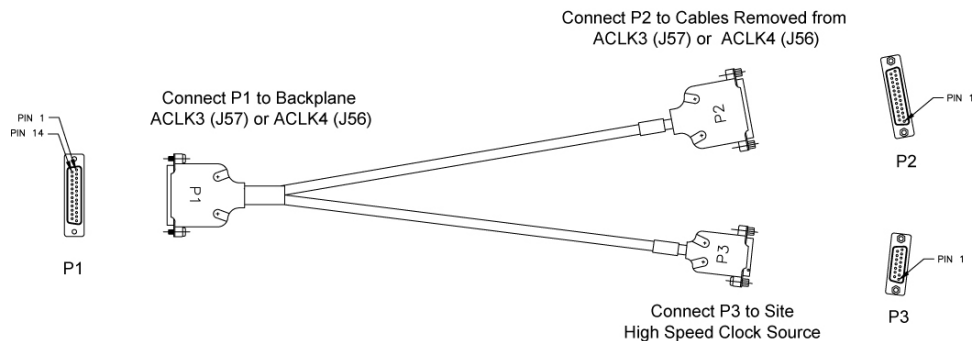 Connect P2 to Cables Removed from
ACLK3 (J57) or ACLK4 (J56)
Connect P1 to Backplane
ACLK3 (J57) or ACLK4 (J56)
PIN 1
PIN 14
P1
P1
P2
PIN 1
P2
P3
PIN 1
P3
Connect P3 to Site
High Speed Clock Source